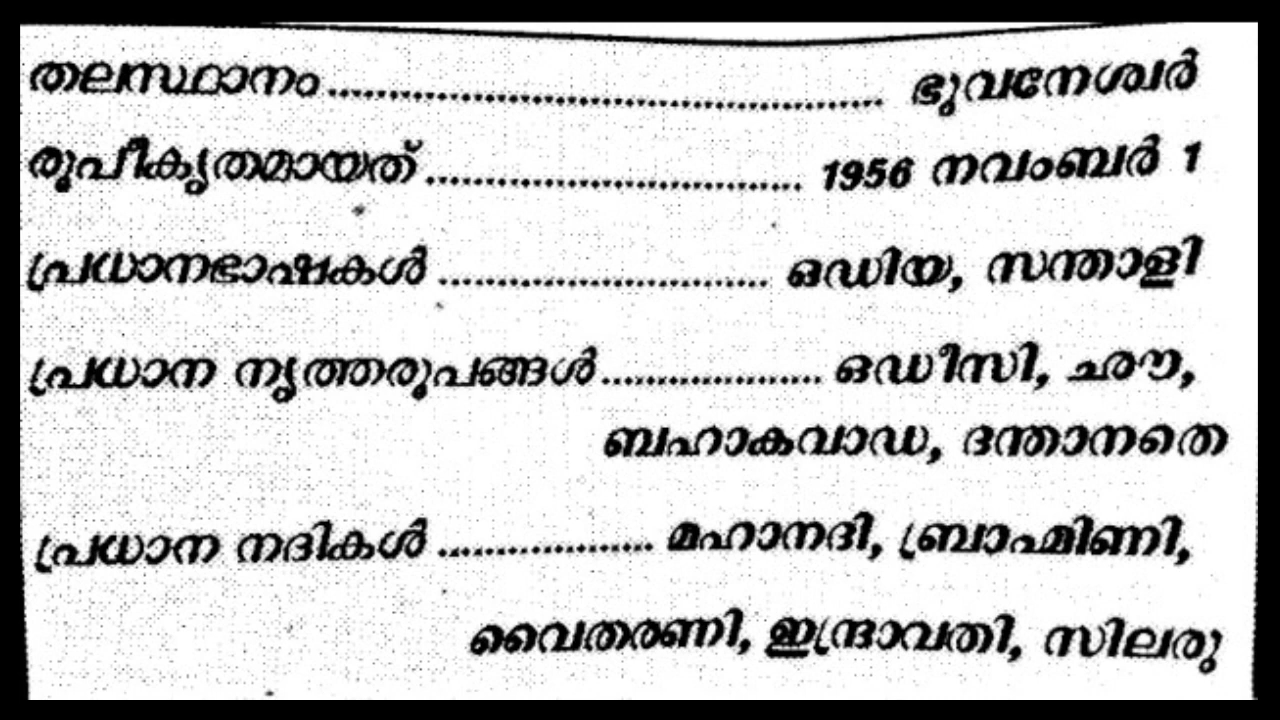 തലസ്ഥാനം........................................................ ഭുവനേശ്വർ
രൂപീകൃതമായത്...................................... 1956 നവംബർ 1
പ്രധാനഭാഷകൾ ................................. ഒഡിയ, സന്താളി
പ്രധാന നൃത്തരൂപങ്ങൾ...................... ഒഡീസി, ഛൗ,
ബഹാകവാഡ, ദന്താനതെ
പ്രധാന നദികൾ ..................... മഹാനദി, ബ്രാഹ്മിണി,
വൈതരണി, ഇന്ദ്രാവതി, സിലരു